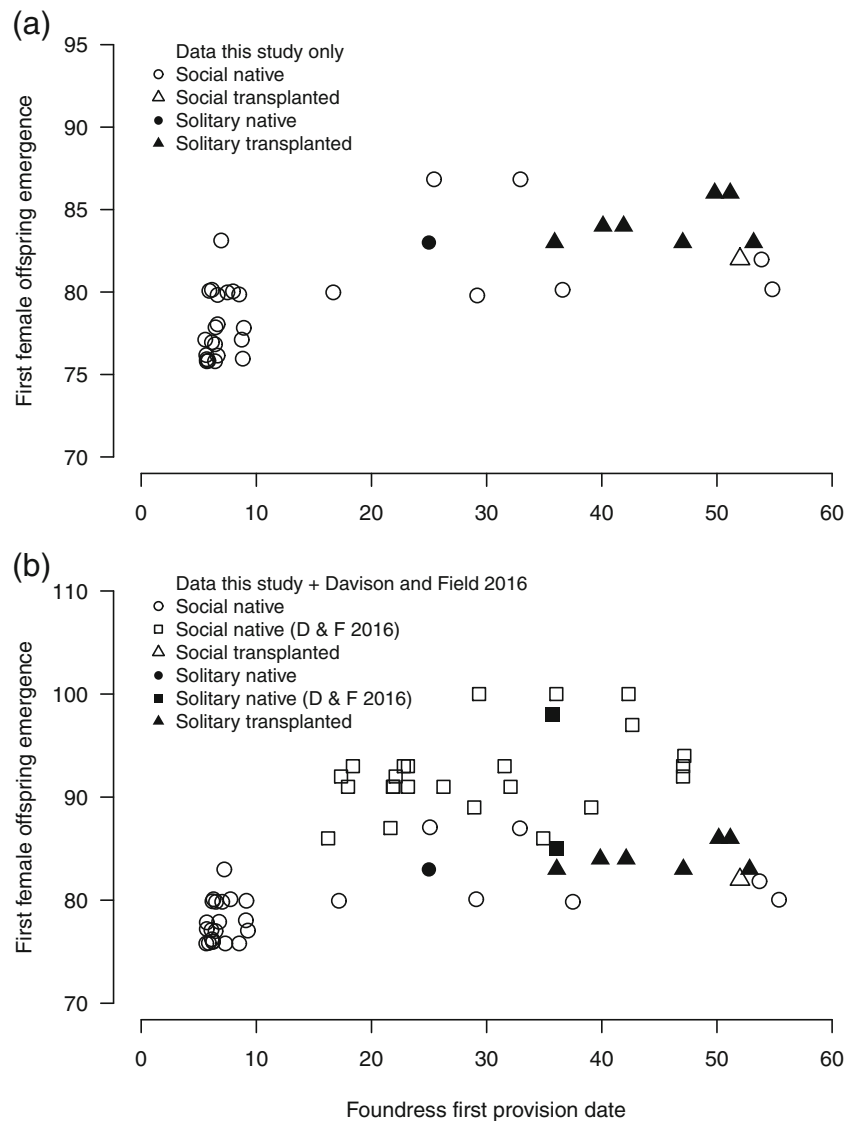 (a)
Data this study only
Social native
Social transplanted
Solitary native
Solitary transplanted
First female offspring emergence
95
90
85
80
75
70
0 10 20 30 40 50 60
(b)
Data this study + Davison and Field 2016
Social native
Social native (D & F 2016)
Social transplanted
Solitary native
Solitary native (D & F 2016)
Solitary transplanted
First female offspring emergence
110
100
90
80
70
0 10 20 30 40 50 60
Foundress first provision date